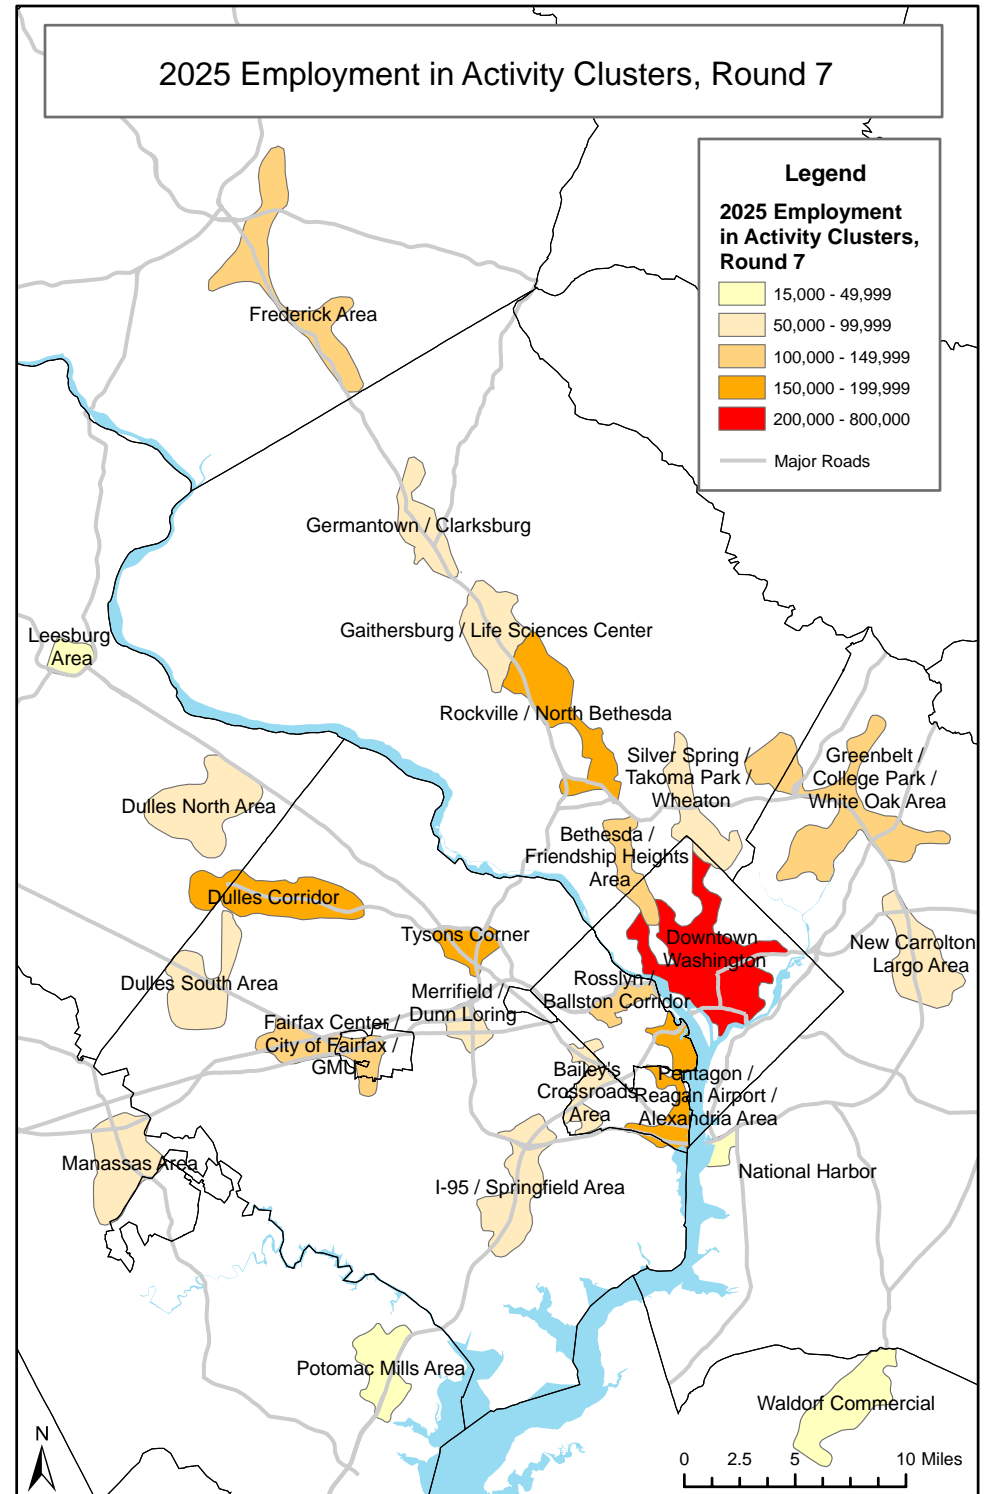 2025 Employment in Activity Clusters, Round 7
Legend
2025 Employment
in Activity Clusters,
Round 7
15,000 - 49,999
50,000 - 99,999
100,000 - 149,999
150,000 - 199,999
200,000 - 800,000
Major Roads
Frederick Area
Germantown / Clarksburg
Gaithersburg / Life Sciences Center
Leesburg
Area
Rockville / North Bethesda
Silver Spring /
Takoma Park /
Wheaton
Greenbelt /
College Park /
White Oak Area
Dulles North Area
Bethesda /
Friendship Heights
Area
Dulles Corridor
Tysons Corner
Downtown
Washington
New Carrolton
Largo Area
Dulles South Area
Merrifield /
Dunn Loring
Rosslyn /
Ballston Corridor
Fairfax Center /
City of Fairfax /
GMU
Bailey's
Crossroads
Area
Pentagon /
Reagan Airport /
Alexandria Area
Manassas Area
National Harbor
I-95 / Springfield Area
Potomac Mills Area
Waldorf Commercial
N
0 2.5 5 10 Miles